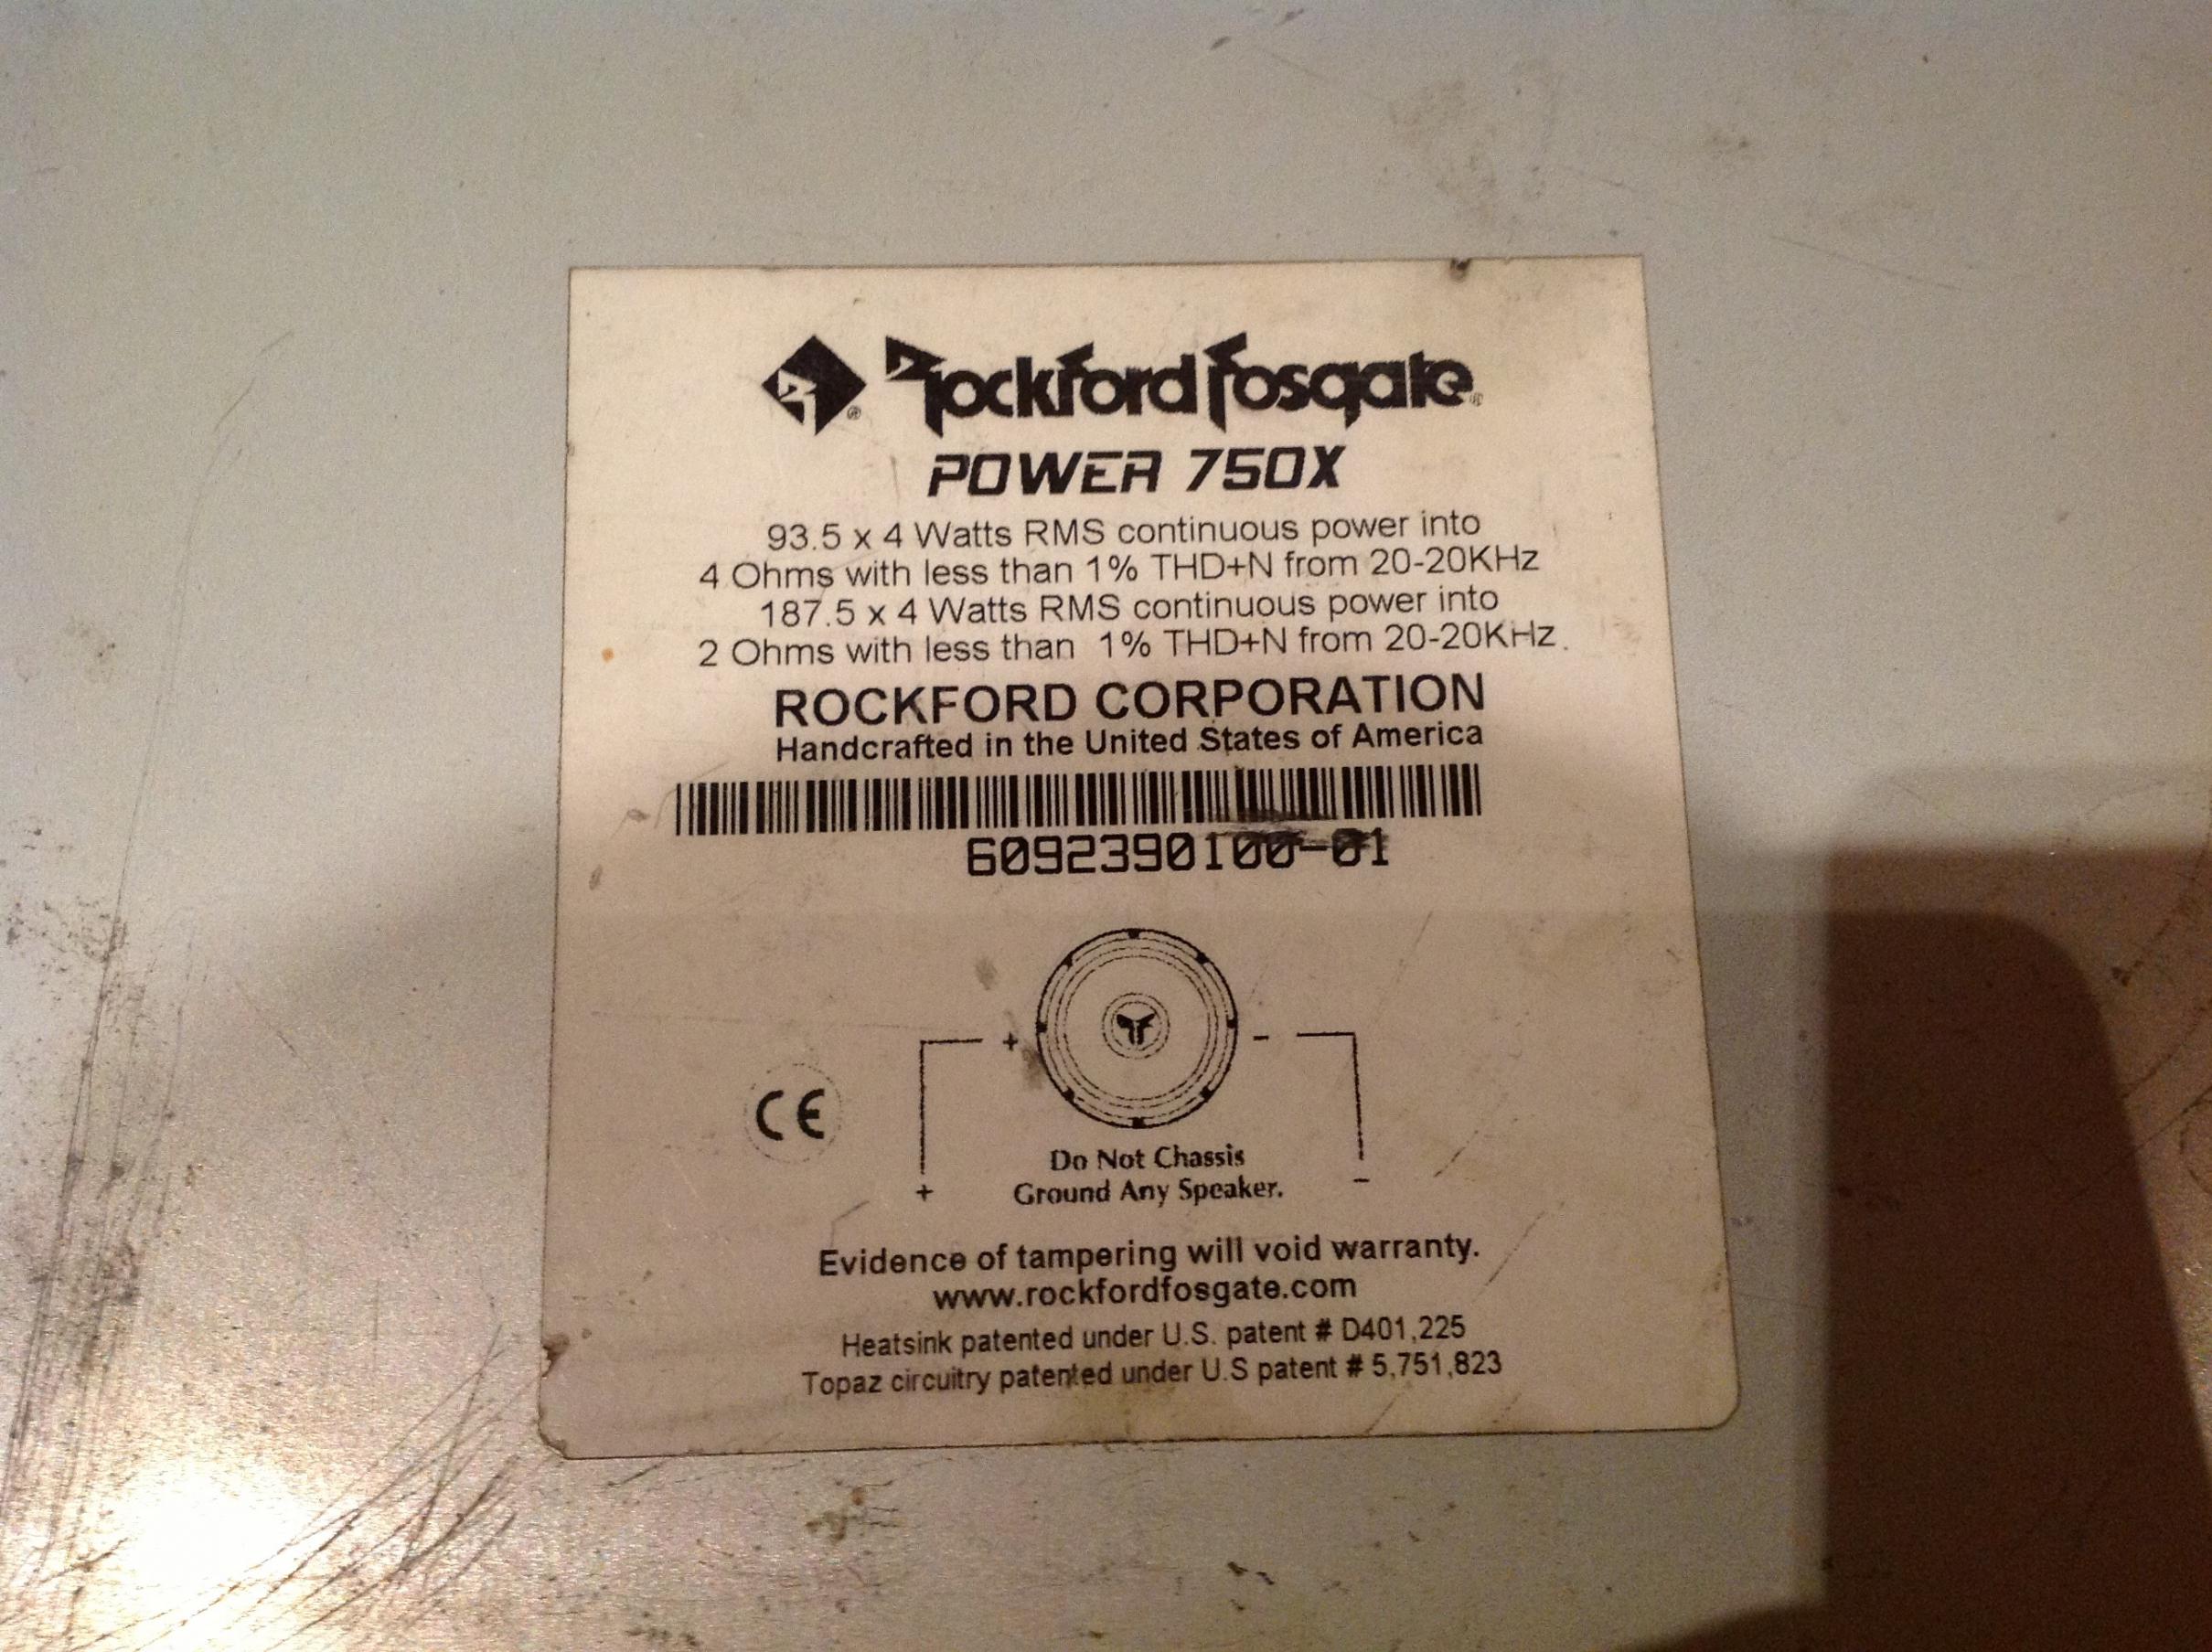 Rockford Fosgate®
POWER 750X
93.5 x 4 Watts RMS continuous power into
4 Ohms with less than 1% THD+N from 20-20KHz
187.5 x 4 Watts RMS continuous power into
2 Ohms with less than 1% THD+N from 20-20KHz.
ROCKFORD CORPORATION
Handcrafted in the United States of America
6092390100-01
+ -
CE
Do Not Chassis
+ Ground Any Speaker. -
Evidence of tampering will void warranty.
www.rockfordfosgate.com
Heatsink patented under U.S. patent # D401,225
Topaz circuitry patented under U.S patent # 5,751,823